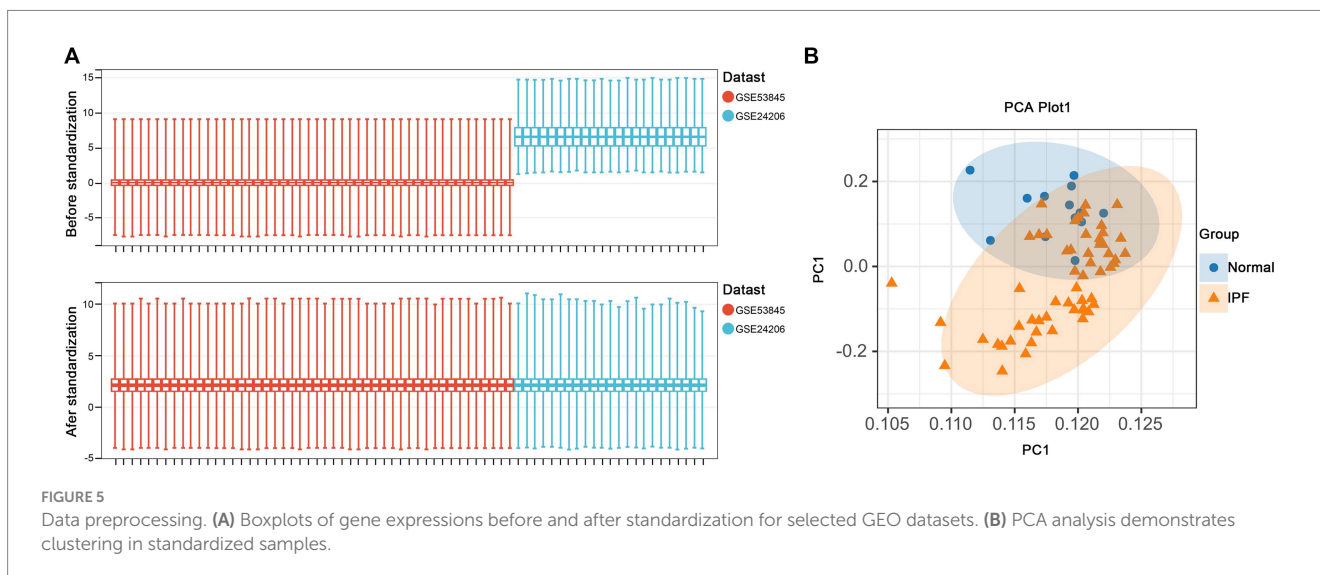 A
Before standardization
15
10
5
0
-5
Datast
GSE53845
GSE24206
Afer standardization
10
5
0
-5
Datast
GSE53845
GSE24206
B
PCA Plot1
PC1
0.2
0.0
-0.2
0.105 0.110 0.115 0.120 0.125
PC1
Group
Normal
IPF
FIGURE 5
Data preprocessing. (A) Boxplots of gene expressions before and after standardization for selected GEO datasets. (B) PCA analysis demonstrates
clustering in standardized samples.